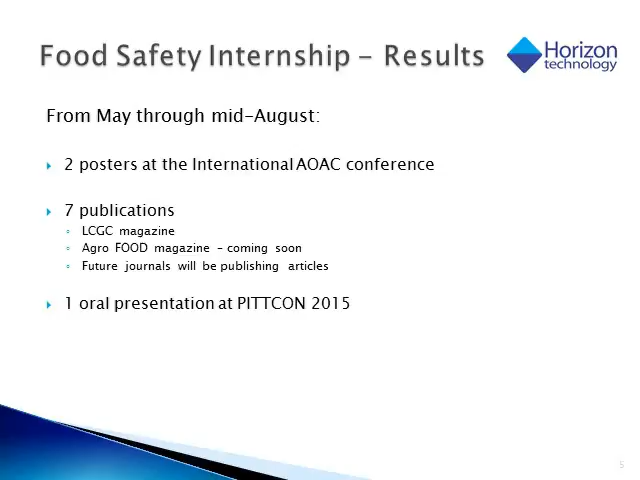 Food Safety Internship – Results
Horizon
technology
From May through mid-August:
2 posters at the International AOAC conference
7 publications
LCGC magazine
Agro FOOD magazine – coming soon
Future journals will be publishing articles
1 oral presentation at PITTCON 2015
5